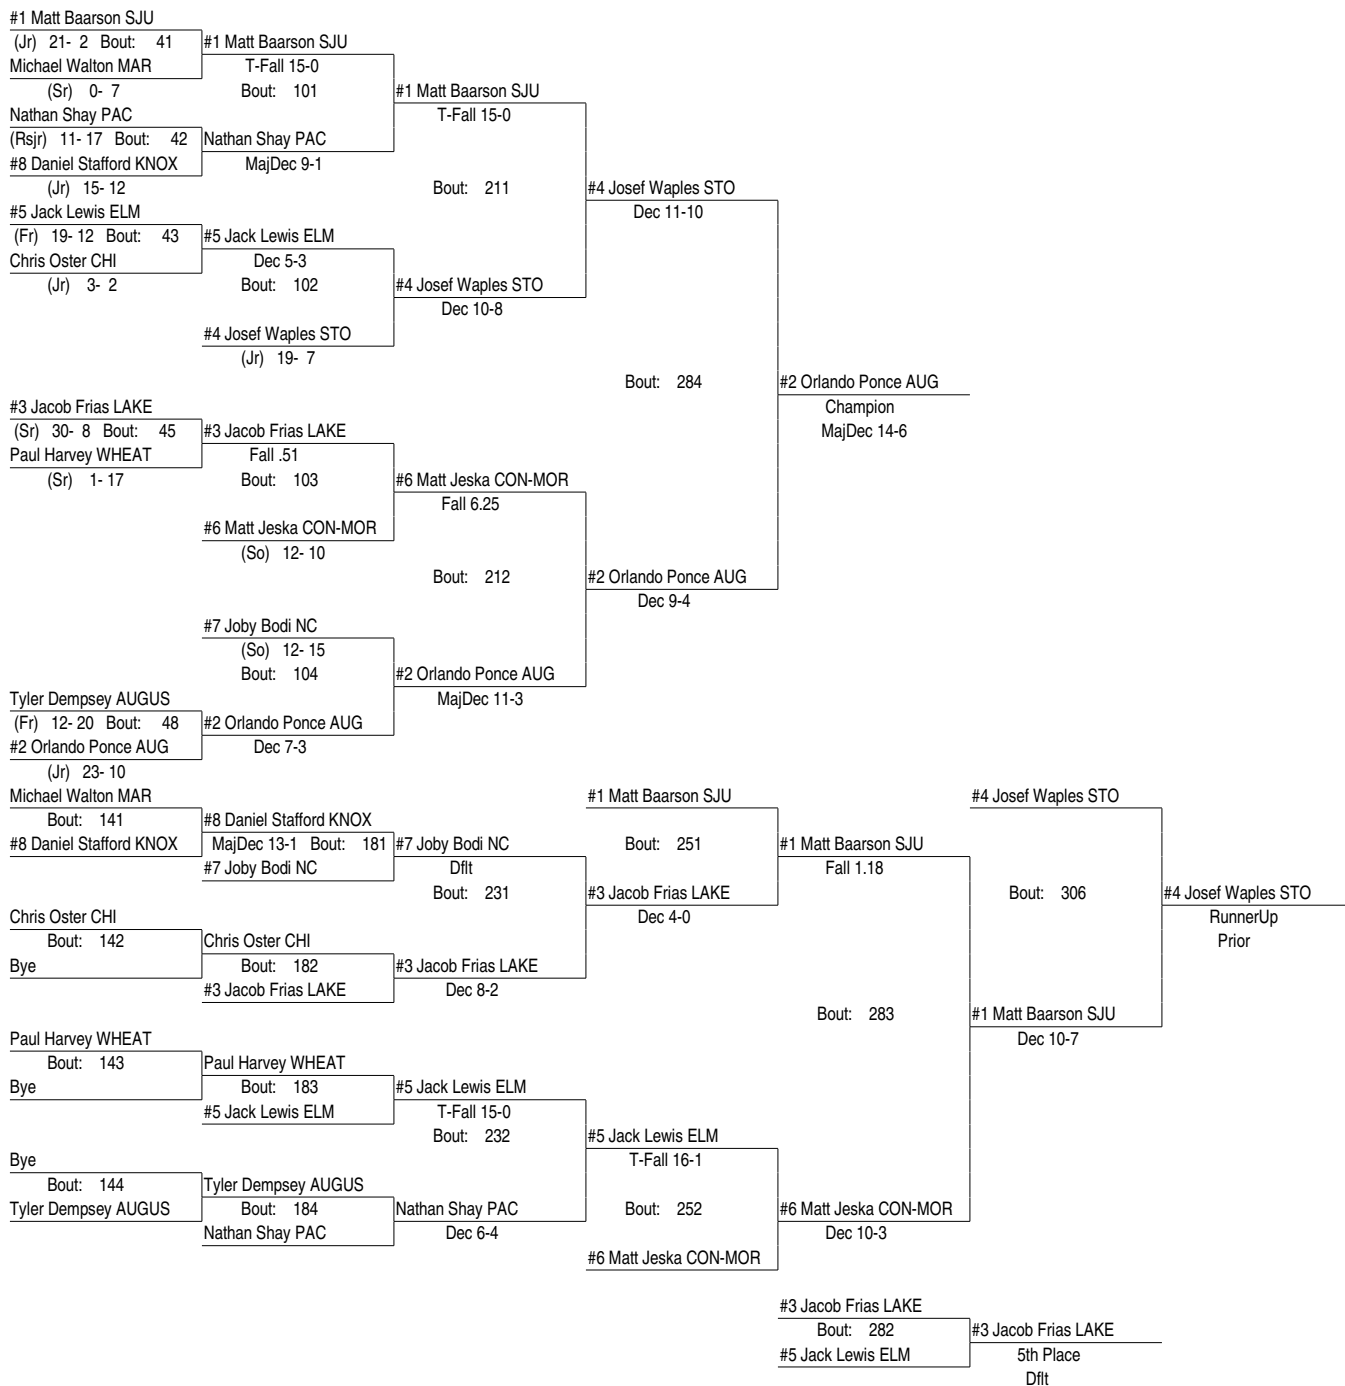 #1 Matt Baarson SJU
(Jr) 21- 2 Bout: 41
#1 Matt Baarson SJU
Michael Walton MAR
T-Fall 15-0
(Sr) 0- 7
Bout: 101
#1 Matt Baarson SJU
Nathan Shay PAC
T-Fall 15-0
(Rsjr) 11- 17 Bout: 42
Nathan Shay PAC
#8 Daniel Stafford KNOX
MajDec 9-1
(Jr) 15- 12
Bout: 211
#4 Josef Waples STO
#5 Jack Lewis ELM
Dec 11-10
(Fr) 19- 12 Bout: 43
#5 Jack Lewis ELM
Chris Oster CHI
Dec 5-3
(Jr) 3- 2
Bout: 102
#4 Josef Waples STO
Dec 10-8
#4 Josef Waples STO
(Jr) 19- 7
Bout: 284
#2 Orlando Ponce AUG
#3 Jacob Frias LAKE
Champion
(Sr) 30- 8 Bout: 45
#3 Jacob Frias LAKE
MajDec 14-6
Paul Harvey WHEAT
Fall .51
(Sr) 1- 17
Bout: 103
#6 Matt Jeska CON-MOR
Fall 6.25
#6 Matt Jeska CON-MOR
(So) 12- 10
Bout: 212
#2 Orlando Ponce AUG
Dec 9-4
#7 Joby Bodi NC
(So) 12- 15
Bout: 104
#2 Orlando Ponce AUG
Tyler Dempsey AUGUS
MajDec 11-3
(Fr) 12- 20 Bout: 48
#2 Orlando Ponce AUG
#2 Orlando Ponce AUG
Dec 7-3
(Jr) 23- 10
Michael Walton MAR
#1 Matt Baarson SJU
#4 Josef Waples STO
Bout: 141
#8 Daniel Stafford KNOX
#8 Daniel Stafford KNOX
MajDec 13-1 Bout: 181
#7 Joby Bodi NC
Bout: 251
#1 Matt Baarson SJU
#7 Joby Bodi NC
Dflt
Fall 1.18
Bout: 231
#3 Jacob Frias LAKE
Bout: 306
#4 Josef Waples STO
Chris Oster CHI
Dec 4-0
RunnerUp
Bout: 142
Chris Oster CHI
Prior
Bye
Bout: 182
#3 Jacob Frias LAKE
#3 Jacob Frias LAKE
Dec 8-2
Bout: 283
#1 Matt Baarson SJU
Paul Harvey WHEAT
Dec 10-7
Bout: 143
Paul Harvey WHEAT
Bye
Bout: 183
#5 Jack Lewis ELM
#5 Jack Lewis ELM
T-Fall 15-0
Bout: 232
#5 Jack Lewis ELM
Bye
T-Fall 16-1
Bout: 144
Tyler Dempsey AUGUS
Tyler Dempsey AUGUS
Bout: 184
Nathan Shay PAC
Bout: 252
#6 Matt Jeska CON-MOR
Nathan Shay PAC
Dec 6-4
Dec 10-3
#6 Matt Jeska CON-MOR
#3 Jacob Frias LAKE
Bout: 282
#3 Jacob Frias LAKE
#5 Jack Lewis ELM
5th Place
Dflt